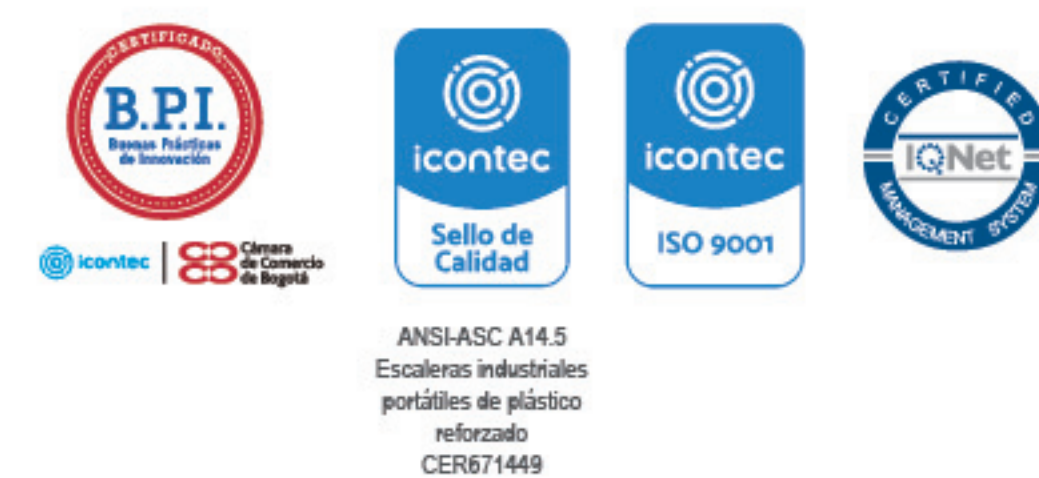 CERTIFICADO
B.P.I.
Buenas Prácticas
de Innovación
icontec
Cámara
de Comercio
de Bogotá
icontec
Sello de
Calidad
ANSI-ASC A14.5
Escaleras industriales
portátiles de plástico
reforzado
CER671449
icontec
ISO 9001
CERTIFIED
IQNet
MANAGEMENT SYSTEM